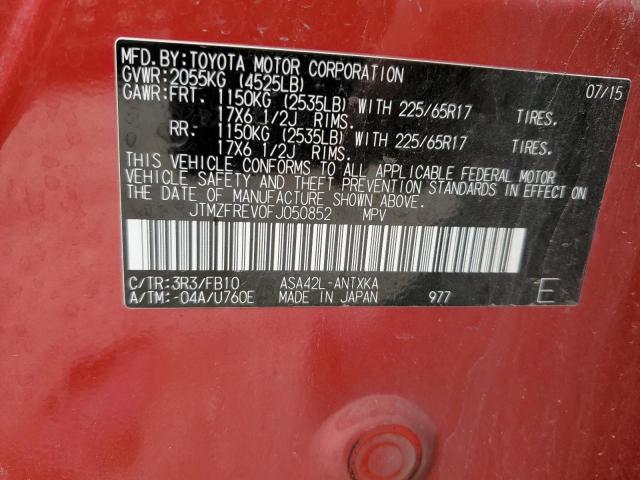 MFD.BY:TOYOTA MOTOR CORPORATION 07/15
GVWR:2055KG (4525LB)
GAWR:FRT. 1150KG (2535LB) WITH 225/65R17 TIRES.
17X6 1/2J RIMS.
RR. 1150KG (2535LB) WITH 225/65R17 TIRES.
17X6 1/2J RIMS.
THIS VEHICLE CONFORMS TO ALL APPLICABLE FEDERAL MOTOR
VEHICLE SAFETY AND THEFT PREVENTION STANDARDS IN EFFECT ON
THE DATE OF MANUFACTURE SHOWN ABOVE.
JTMZFREV0FJ050852 MPV
C/TR:3R3/FB10 ASA42L-ANTXKA
A/TM:-04A/U760E MADE IN JAPAN 977 E